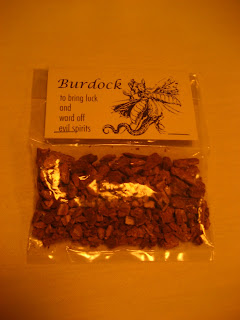 Burdock
to bring luck
and
ward off
evil spirits